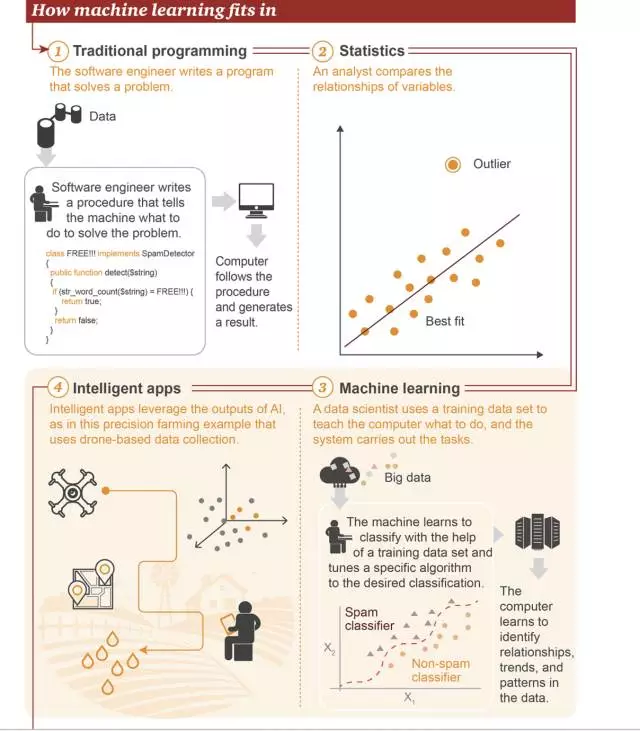 How machine learning fits in
1 Traditional programming
The software engineer writes a program
that solves a problem.
Data
Software engineer writes
a procedure that tells
the machine what to
do to solve the problem.
class FREE!!! implements SpamDetector
{
public function detect($string)
{
if (str_word_count($string) = FREE!!!) {
return true;
}
return false;
}
}
Computer
follows the
procedure
and generates
a result.
2 Statistics
An analyst compares the
relationships of variables.
Outlier
Best fit
4 Intelligent apps
Intelligent apps leverage the outputs of AI,
as in this precision farming example that
uses drone-based data collection.
3 Machine learning
A data scientist uses a training data set to
teach the computer what to do, and the
system carries out the tasks.
Big data
The machine learns to
classify with the help
of a training data set and
tunes a specific algorithm
to the desired classification.
Spam
classifier
X₂
Non-spam
classifier
X₁
The
computer
learns to
identify
relationships,
trends, and
patterns in
the data.